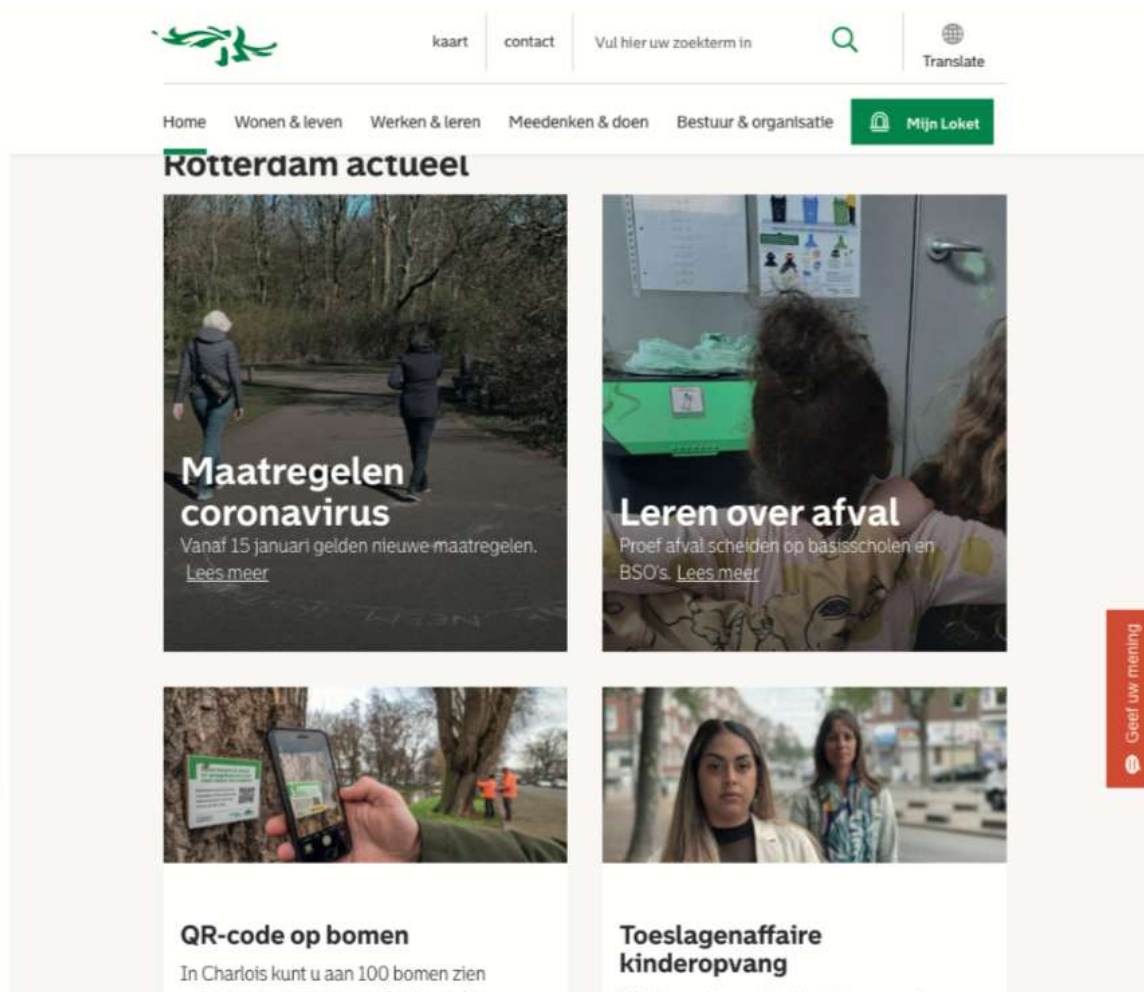 kaart
contact
Vul hier uw zoekterm in
Translate
Home
Wonen & leven
Werken & leren
Meedenken & doen
Bestuur & organisatie
Mijn Loket
Rotterdam actueel
Maatregelen
coronavirus
Vanaf 15 januari gelden nieuwe maatregelen.
Lees meer
Leren over afval
Proef afval scheiden op basisscholen en
BSO's. Lees meer
Geef uw mening
QR-code op bomen
In Charlois kunt u aan 100 bomen zien
Toeslagenaffaire
kinderopvang